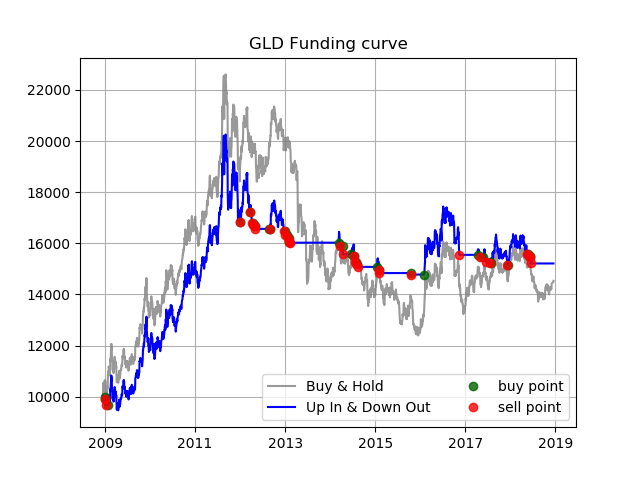 GLD Funding curve
22000
20000
18000
16000
14000
12000
10000
Buy & Hold
Up In & Down Out
buy point
sell point
2009 2011 2013 2015 2017 2019